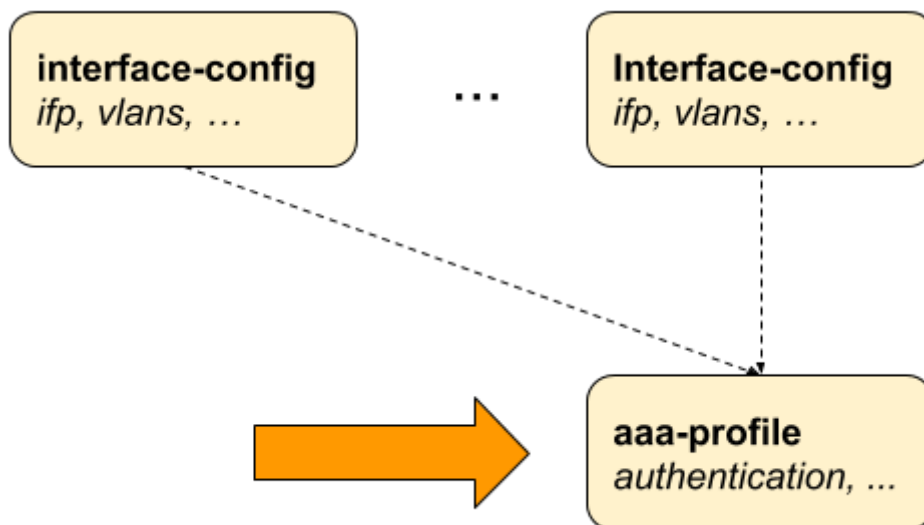 interface-config
ifp, vlans, …
...
Interface-config
ifp, vlans, …
aaa-profile
authentication, ...